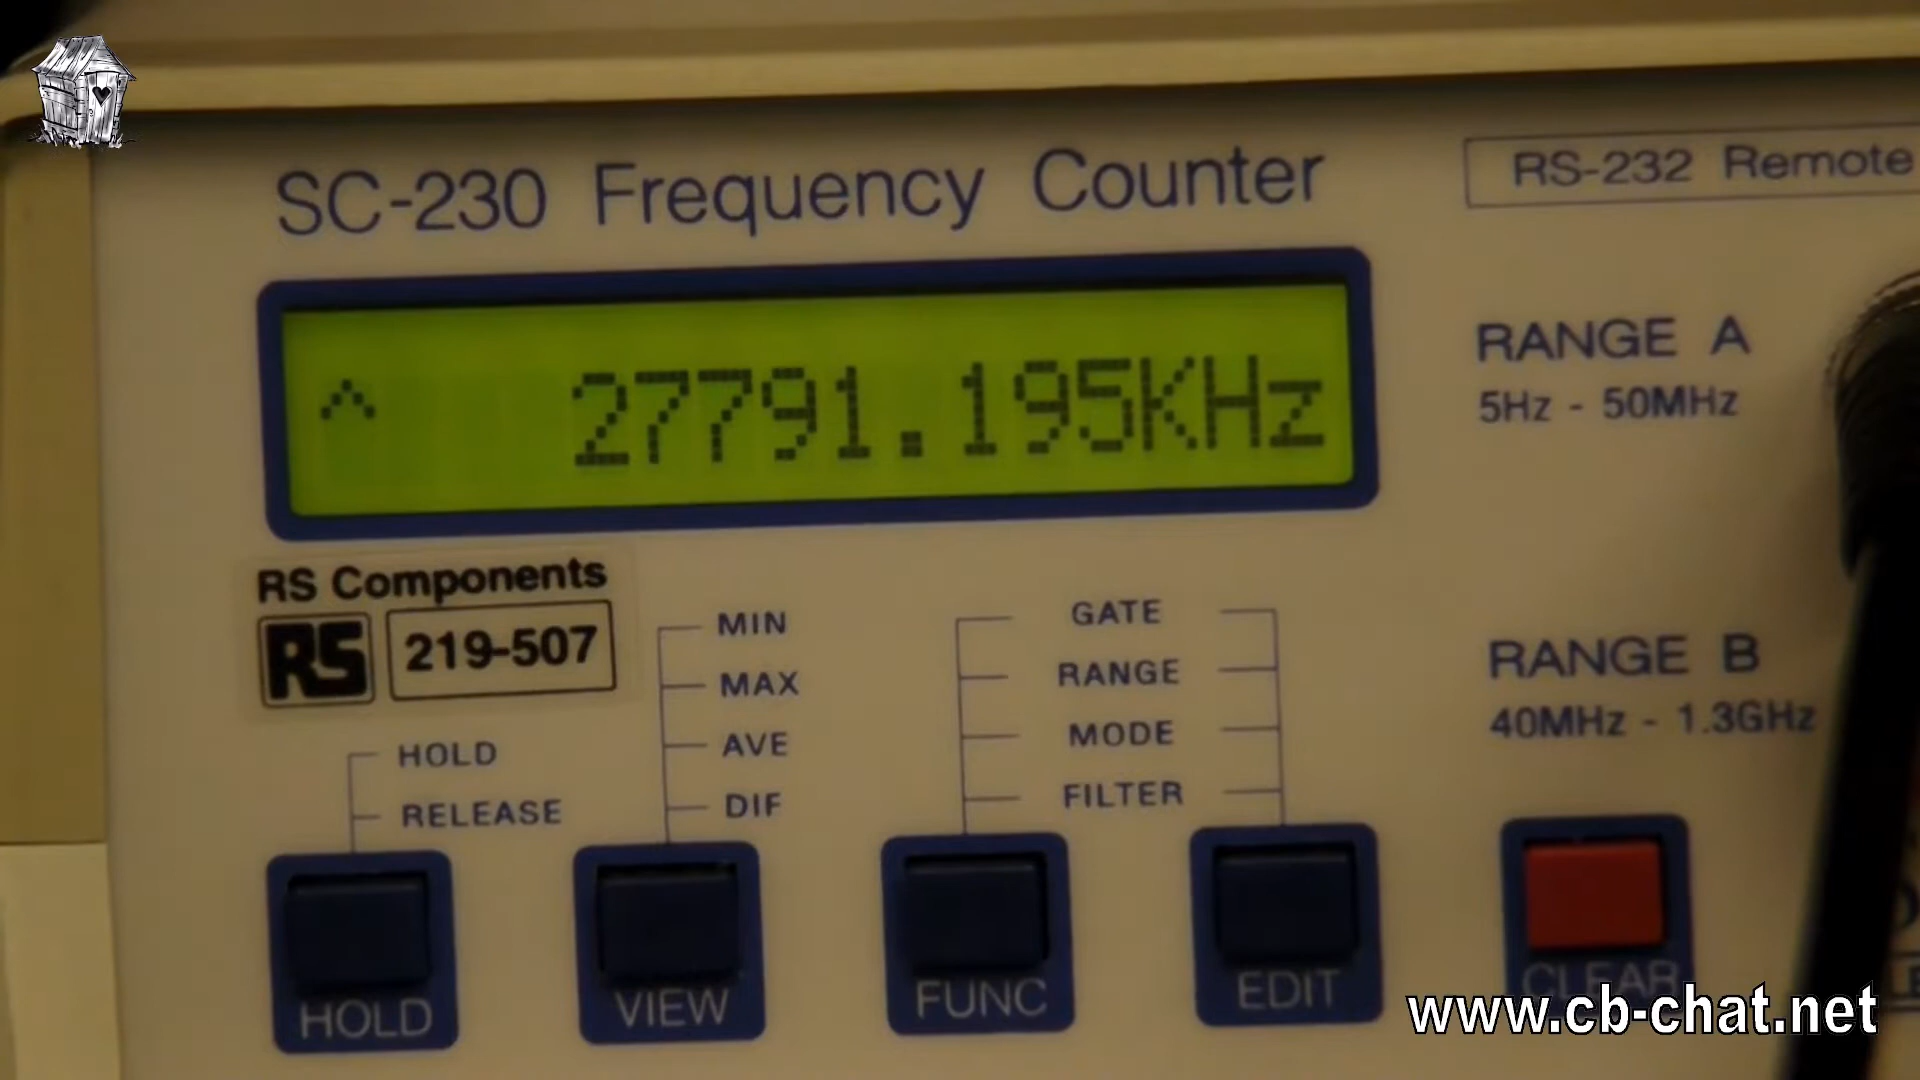 SC-230 Frequency Counter
RS-232 Remote
^ 27791.195KHz
RANGE A
5Hz - 50MHz
RS Components
RS 219-507
MIN
MAX
AVE
DIF
GATE
RANGE
MODE
FILTER
RANGE B
40MHz - 1.3GHz
HOLD
RELEASE
HOLD
VIEW
FUNC
EDIT
CLEAR
www.cb-chat.net